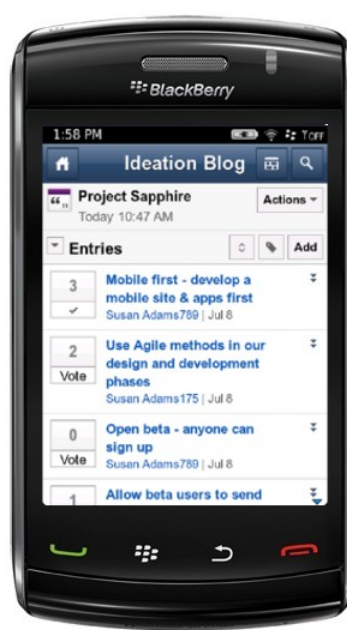 BlackBerry
1:58 PM TOFF
Ideation Blog
Project Sapphire Actions
Today 10:47 AM
Entries Add
3 Mobile first - develop a
mobile site & apps first
Susan Adams789 | Jul 8
2 Use Agile methods in our
Vote design and development
phases
Susan Adams175 | Jul 8
0 Open beta - anyone can
Vote sign up
Susan Adams789 | Jul 8
1 Allow beta users to send